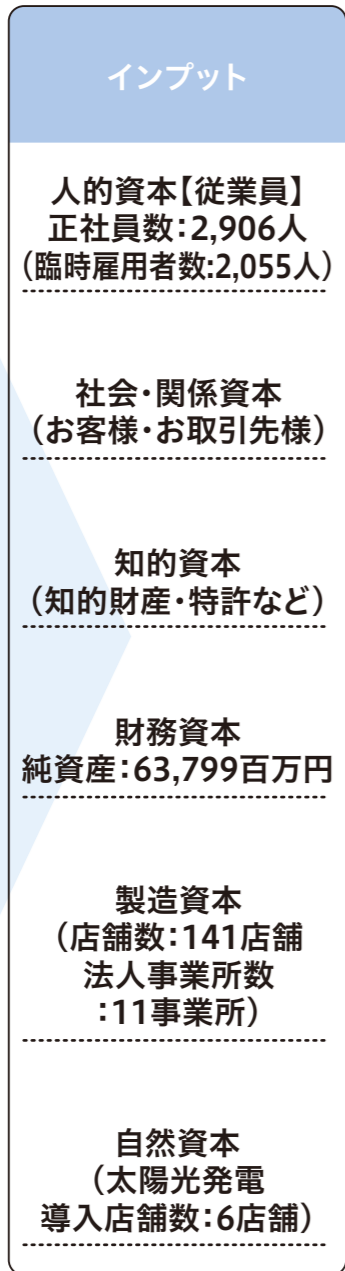 インプット
人的資本【従業員】
正社員数：2,906人
（臨時雇用者数:2,055人）
社会・関係資本
（お客様・お取引先様）
知的資本
（知的財産・特許など）
財務資本
純資産：63,799百万円
製造資本
（店舗数：141店舗
法人事業所数
：11事業所）
自然資本
（太陽光発電
導入店舗数：6店舗）